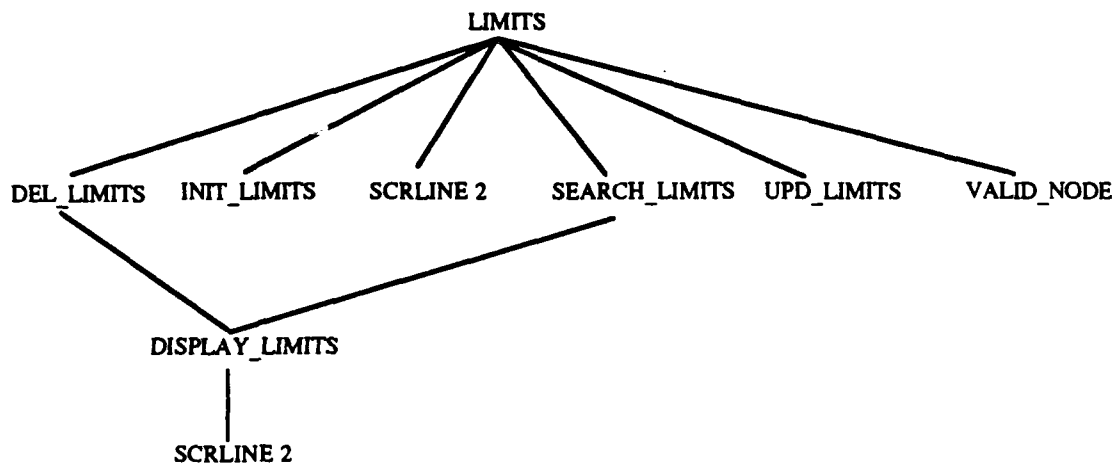 LIMITS
DEL_LIMITS INIT_LIMITS SCRLINE 2 SEARCH_LIMITS UPD_LIMITS VALID_NODE
DISPLAY_LIMITS
SCRLINE 2